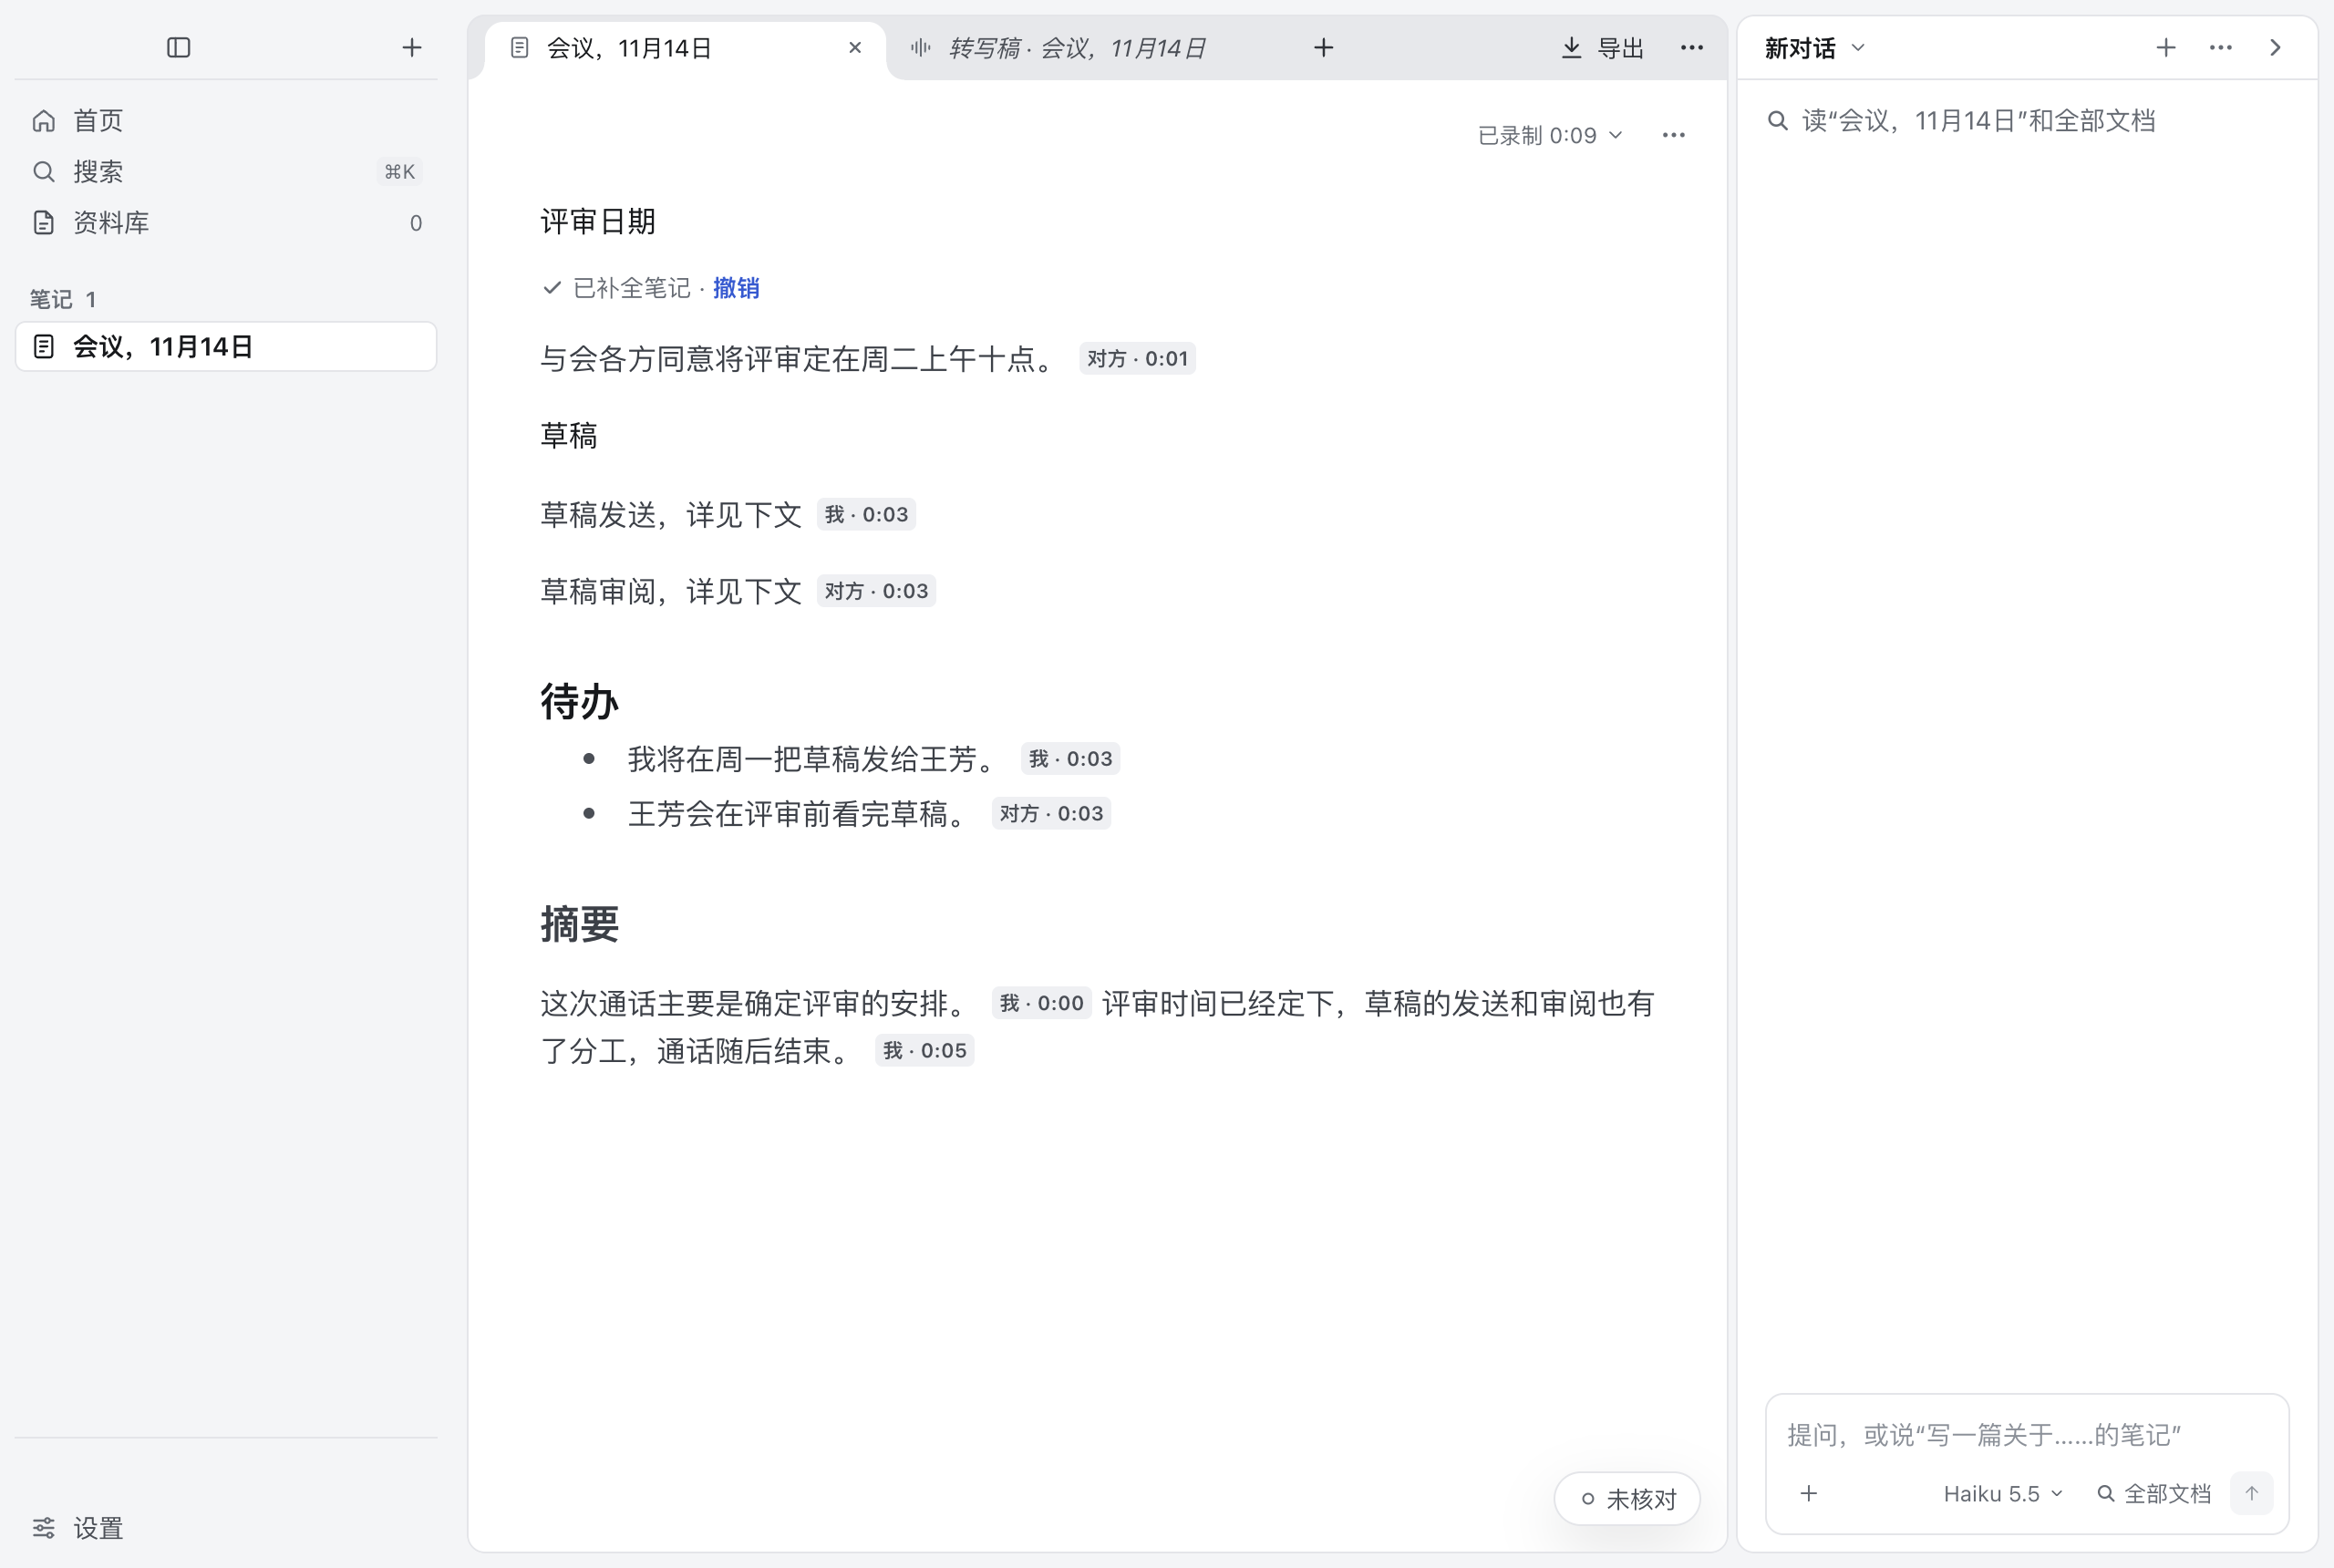 首页
搜索 ⌘K
资料库 0
笔记 1
会议，11月14日
设置
会议，11月14日
转写稿 · 会议，11月14日
导出
已录制 0:09
评审日期
已补全笔记 · 撤销
与会各方同意将评审定在周二上午十点。 对方 · 0:01
草稿
草稿发送，详见下文 我 · 0:03
草稿审阅，详见下文 对方 · 0:03
待办
我将在周一把草稿发给王芳。 我 · 0:03
王芳会在评审前看完草稿。 对方 · 0:03
摘要
这次通话主要是确定评审的安排。 我 · 0:00 评审时间已经定下，草稿的发送和审阅也有
了分工，通话随后结束。 我 · 0:05
未核对
新对话
读“会议，11月14日”和全部文档
提问，或说“写一篇关于……的笔记”
Haiku 5.5 全部文档